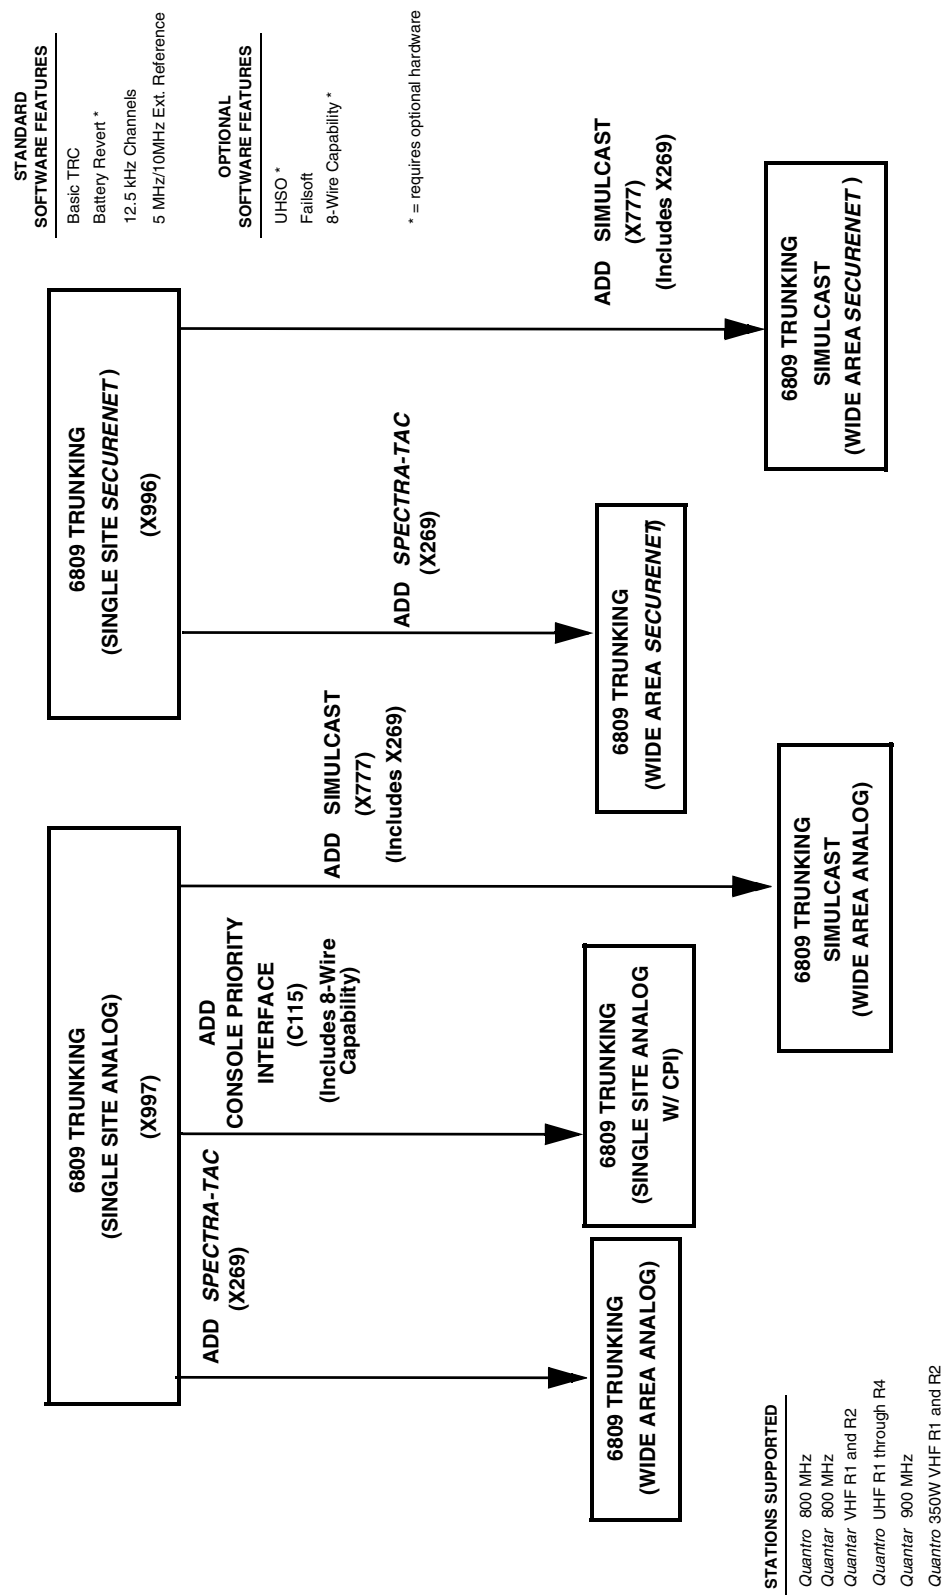 6809 TRUNKING
(SINGLE SITE ANALOG)
(X997)
ADD SPECTRA-TAC
(X269)
ADD
CONSOLE PRIORITY
INTERFACE
(C115)
(Includes 8-Wire
Capability)
ADD SIMULCAST
(X777)
(Includes X269)
6809 TRUNKING
(WIDE AREA ANALOG)
6809 TRUNKING
(SINGLE SITE ANALOG
W/ CPI)
6809 TRUNKING
SIMULCAST
(WIDE AREA ANALOG)
6809 TRUNKING
(SINGLE SITE SECURENET)
(X996)
ADD SPECTRA-TAC
(X269)
ADD SIMULCAST
(X777)
(Includes X269)
6809 TRUNKING
(WIDE AREA SECURENET)
6809 TRUNKING
SIMULCAST
(WIDE AREA SECURENET)
STANDARD
SOFTWARE FEATURES
Basic TRC
Battery Revert *
12.5 kHz Channels
5 MHz/10MHz Ext. Reference
OPTIONAL
SOFTWARE FEATURES
UHSO *
Failsoft
8-Wire Capability *
* = requires optional hardware
STATIONS SUPPORTED
Quantro 800 MHz
Quantar 800 MHz
Quantar VHF R1 and R2
Quantro UHF R1 through R4
Quantar 900 MHz
Quantro 350W VHF R1 and R2